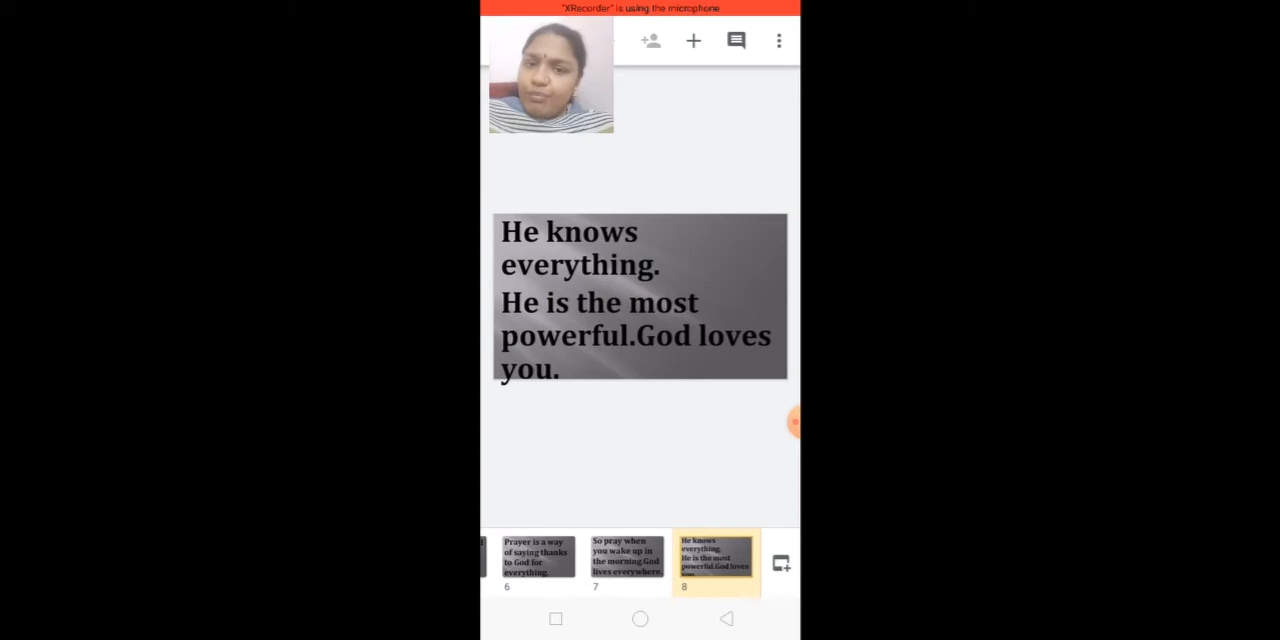 "XRecorder" is using the microphone
He knows
everything.
He is the most
powerful.God loves
you.
Prayer is a way
of saying thanks
to God for
everything.
6
So pray when
you wake up in
the morning.God
lives everywhere.
7
He knows
everything.
He is the most
powerful.God loves
you.
8